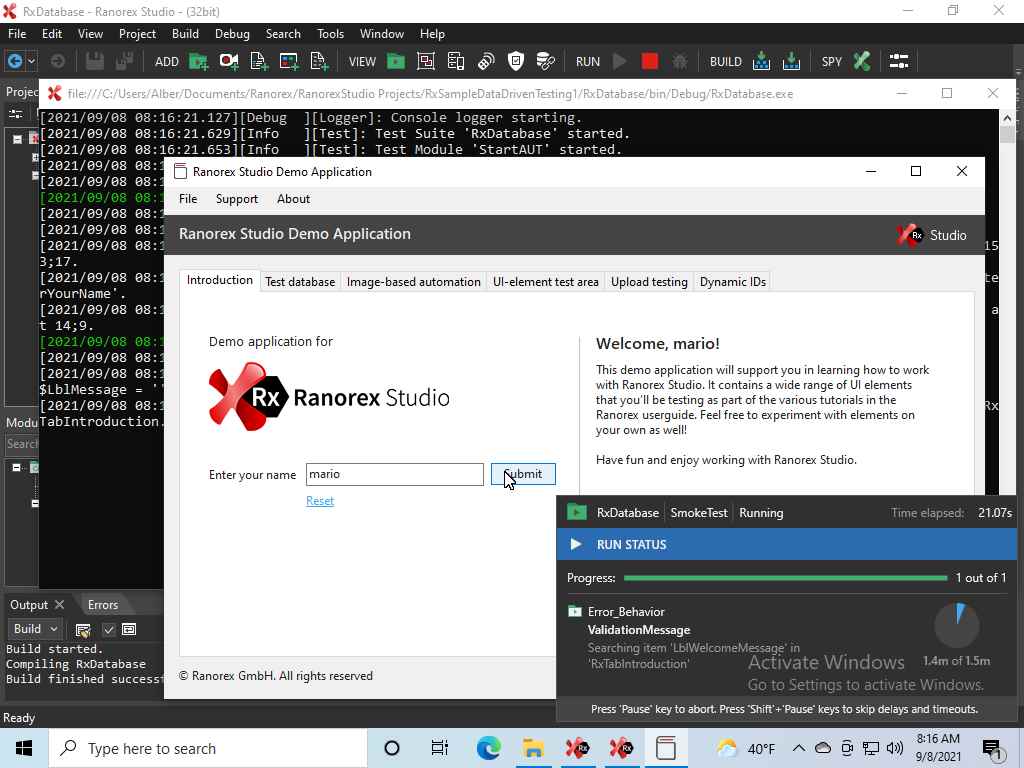 RxDatabase - Ranorex Studio - (32bit)
File Edit View Project Build Debug Search Tools Window Help
ADD VIEW RUN BUILD SPY
Projec
file:///C:/Users/Alber/Documents/Ranorex/RanorexStudio Projects/RxSampleDataDrivenTesting1/RxDatabase/bin/Debug/RxDatabase.exe
[2021/09/08 08:16:21.127][Debug ][Logger]: Console logger starting.
[2021/09/08 08:16:21.629][Info ][Test]: Test Suite 'RxDatabase' started.
[2021/09/08 08:16:21.653][Info ][Test]: Test Module 'StartAUT' started.
[2021/09/08 08:1
[2021/09/08 08:1
[2021/09/08 08:1
[2021/09/08 08:1
[2021/09/08 08:1
[2021/09/08 08:1 15
3;17.
[2021/09/08 08:1 te
rYourName'.
[2021/09/08 08:1 a
t 14;9.
[2021/09/08 08:1
[2021/09/08 08:1
[2021/09/08 08:1
$LblMessage = ''
[2021/09/08 08:1 Rx
TabIntroduction.
Modu
Search
Ranorex Studio Demo Application
File Support About
Ranorex Studio Demo Application
Rx Studio
Introduction Test database Image-based automation UI-element test area Upload testing Dynamic IDs
Demo application for
Rx Ranorex Studio
Enter your name mario Submit
Reset
Welcome, mario!
This demo application will support you in learning how to work
with Ranorex Studio. It contains a wide range of UI elements
that you'll be testing as part of the various tutorials in the
Ranorex userguide. Feel free to experiment with elements on
your own as well!
Have fun and enjoy working with Ranorex Studio.
© Ranorex GmbH. All rights reserved
RxDatabase SmokeTest Running Time elapsed: 21.07s
RUN STATUS
Progress: 1 out of 1
Error_Behavior
ValidationMessage
Searching item 'LblWelcomeMessage' in
'RxTabIntroduction'
1.4m of 1.5m
Activate Windows
Go to Settings to activate Windows.
Press 'Pause' key to abort. Press 'Shift'+'Pause' keys to skip delays and timeouts.
Output Errors
Build
Build started.
Compiling RxDatabase
Build finished successf
Ready
Type here to search
40°F
8:16 AM
9/8/2021
1